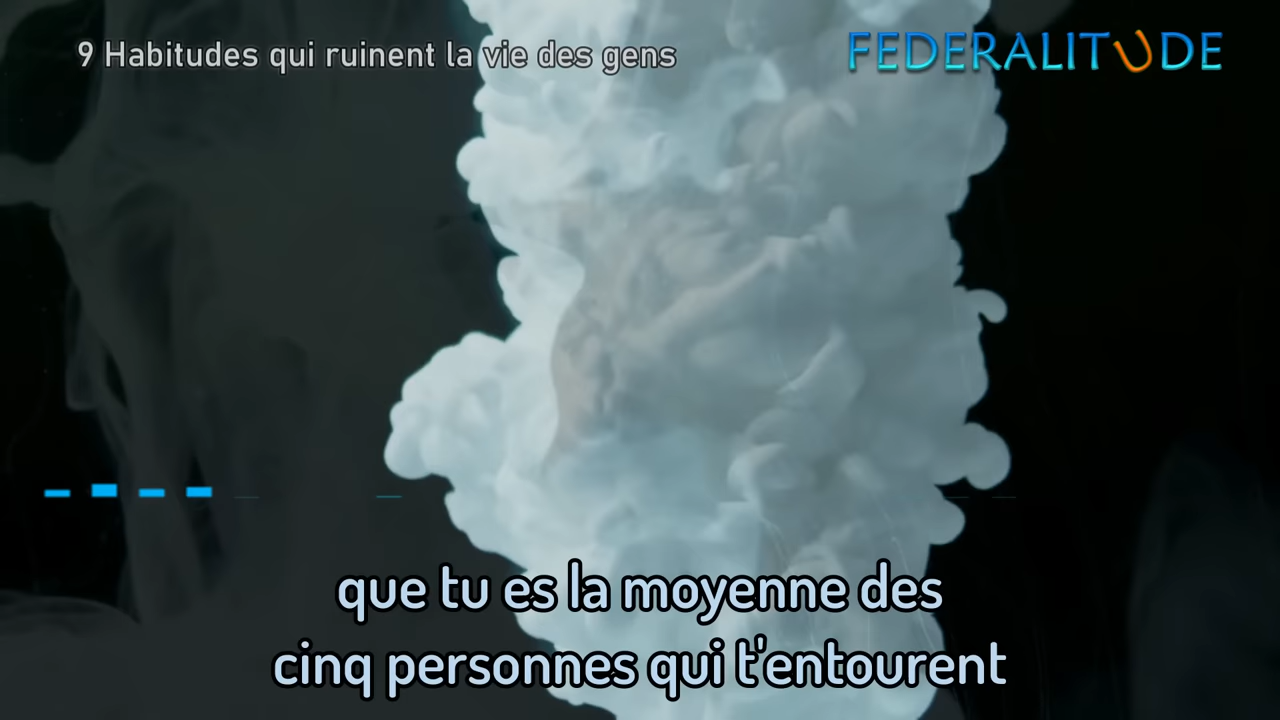 9 Habitudes qui ruinent la vie des gens
FEDERALITUDE
que tu es la moyenne des
cinq personnes qui t'entourent